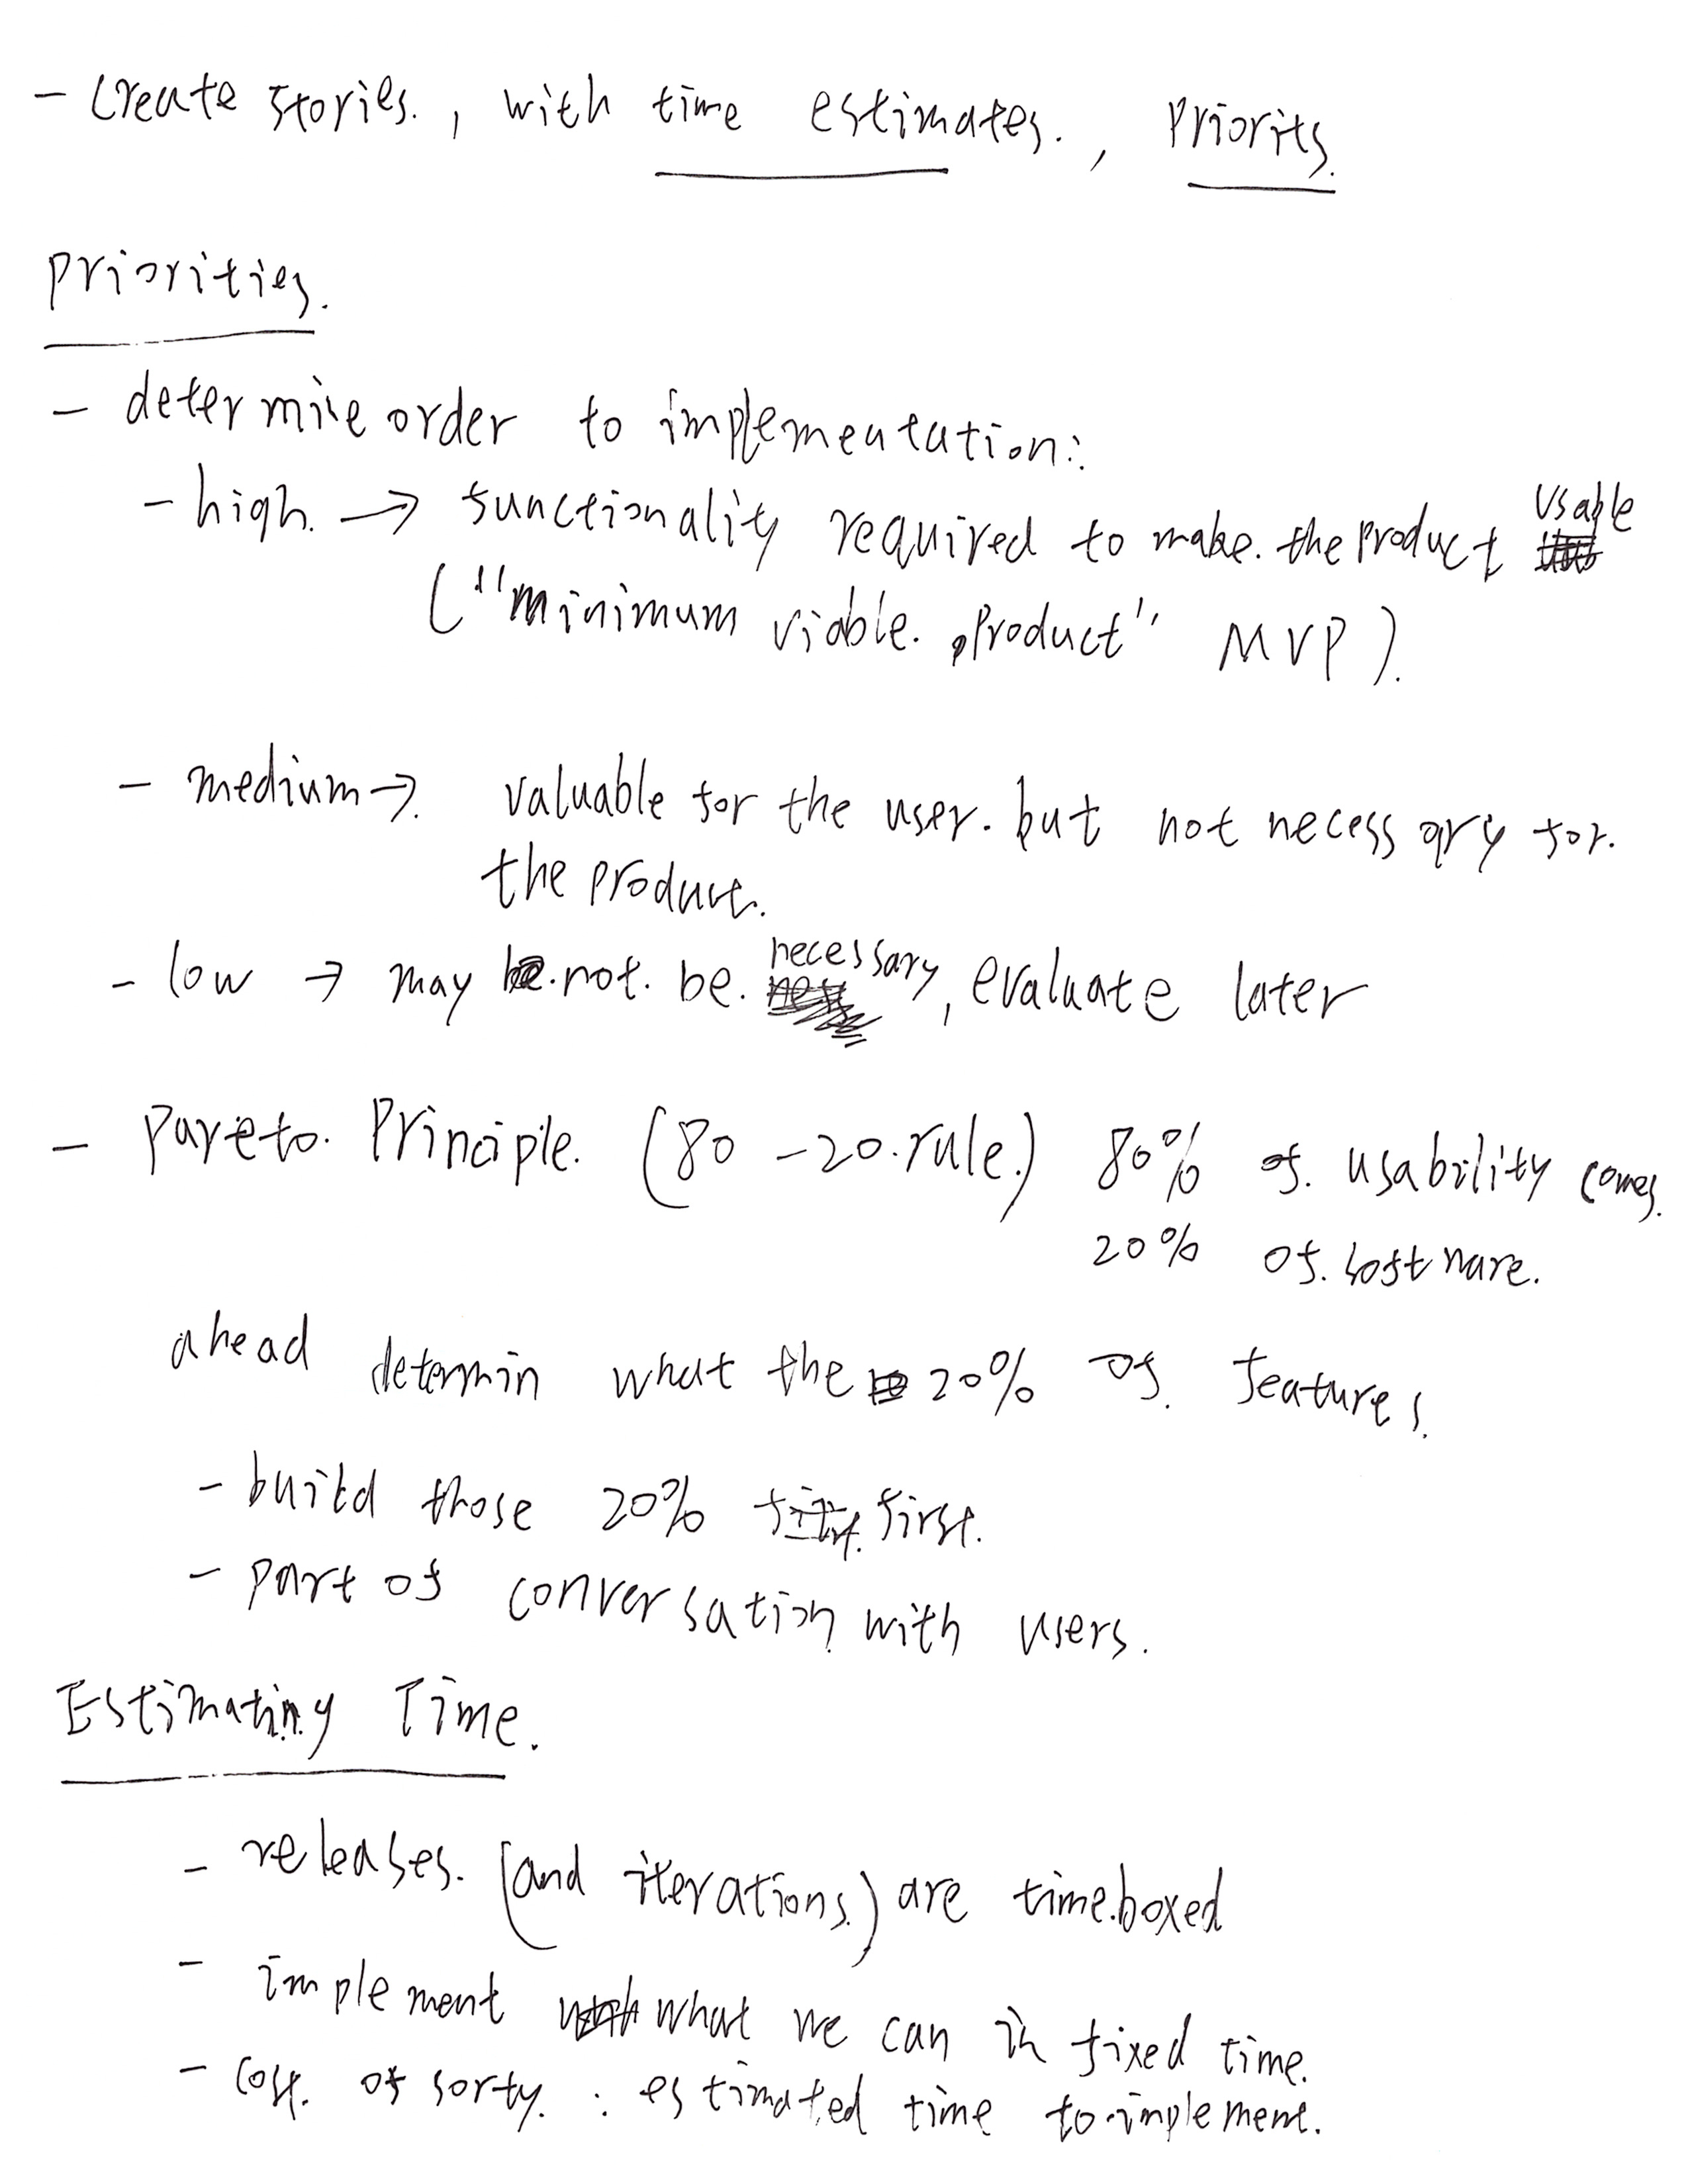 - Create stories. , with time estimates. , Priority.
Priorities.
- determine order to implementation:
- high. → functionality required to make. the product usable
("minimum viable. product" MVP).
- medium →. valuable for the user. but not necessary for.
the product.
- low → may be. not. be. necessary, evaluate later
- Pareto. Principle. (80 - 20. rule.) 80% of. usability comes.
20% of. software.
ahead determin what the 20% of. features.
- build those 20% first.
- part of conversation with users.
Estimating Time.
- releases. (and iterations.) are time.boxed
- implement what we can in fixed time.
- Cost. of sorty. : estimated time to implement.